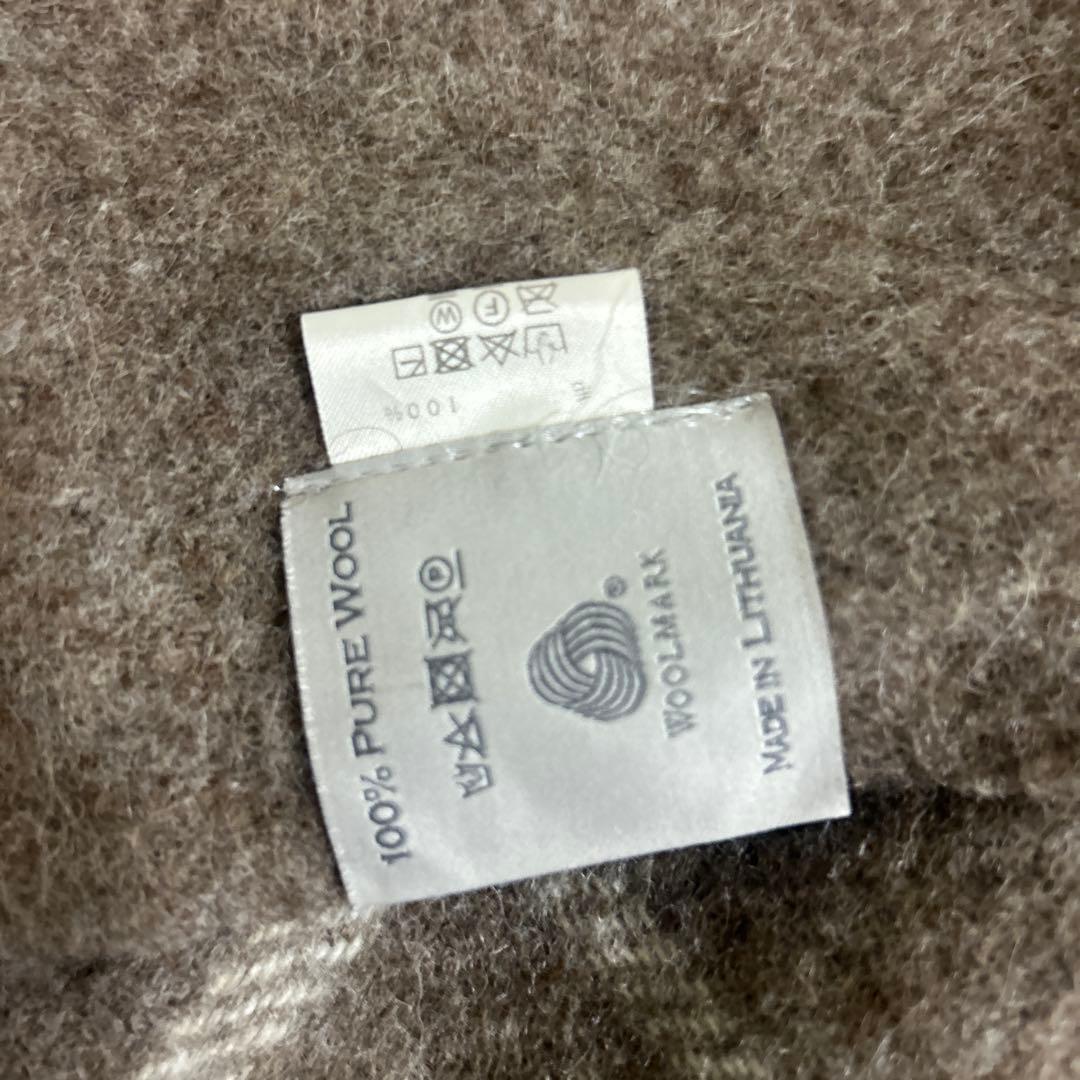 100% PURE WOOL
P
WOOLMARK
®
MADE IN LITHUANIA
W
F
100%